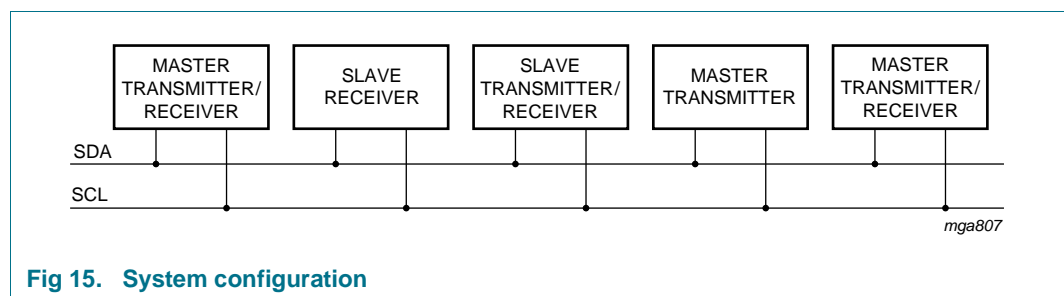 MASTER
TRANSMITTER/
RECEIVER
SLAVE
RECEIVER
SLAVE
TRANSMITTER/
RECEIVER
MASTER
TRANSMITTER
MASTER
TRANSMITTER/
RECEIVER
SDA
SCL
mga807
Fig 15. System configuration